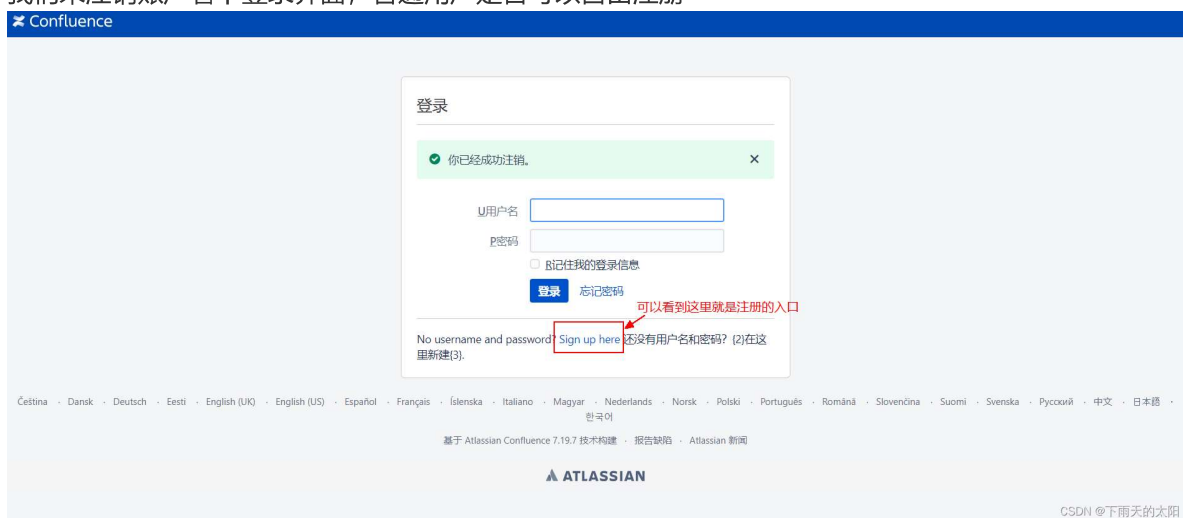 Confluence
登录
你已经成功注销。
U用户名
P密码
R记住我的登录信息
登录 忘记密码
可以看到这里就是注册的入口
No username and password? Sign up here 还没有用户名和密码? {2}在这
里新建{3}.
Čeština · Dansk · Deutsch · Eesti · English (UK) · English (US) · Español · Français · Íslenska · Italiano · Magyar · Nederlands · Norsk · Polski · Português · Română · Slovenčina · Suomi · Svenska · Русский · 中文 · 日本語 ·
한국어
基于 Atlassian Confluence 7.19.7 技术构建 · 报告缺陷 · Atlassian 新闻
ATLASSIAN
CSDN @下雨天的太阳